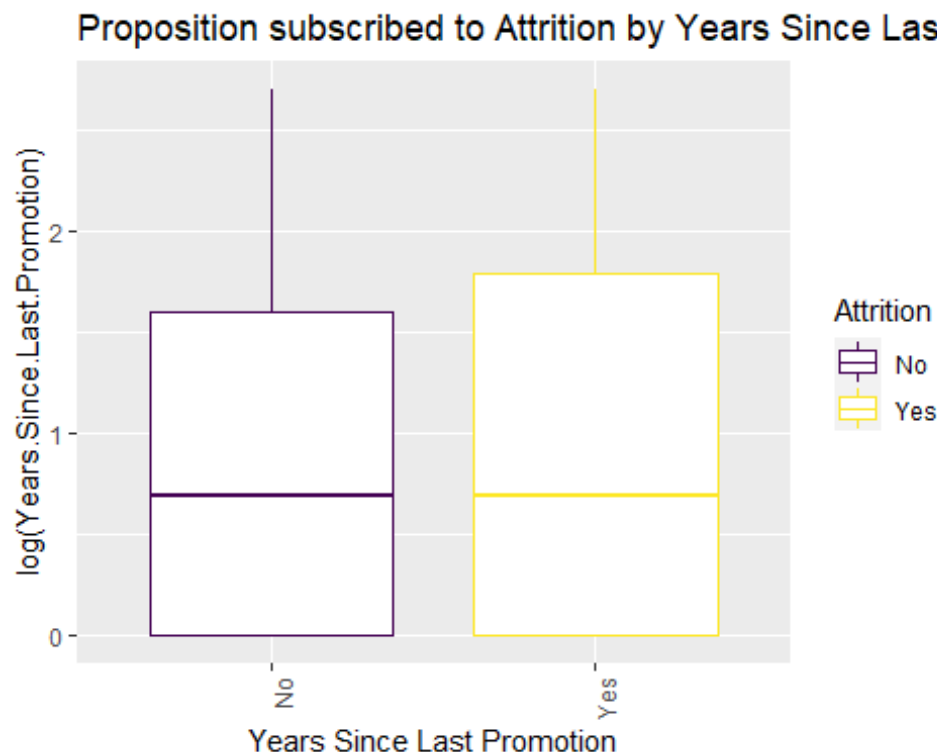 Proposition subscribed to Attrition by Years Since Las
log(Years.Since.Last.Promotion)
2
1
0
No
Yes
Years Since Last Promotion
Attrition
No
Yes